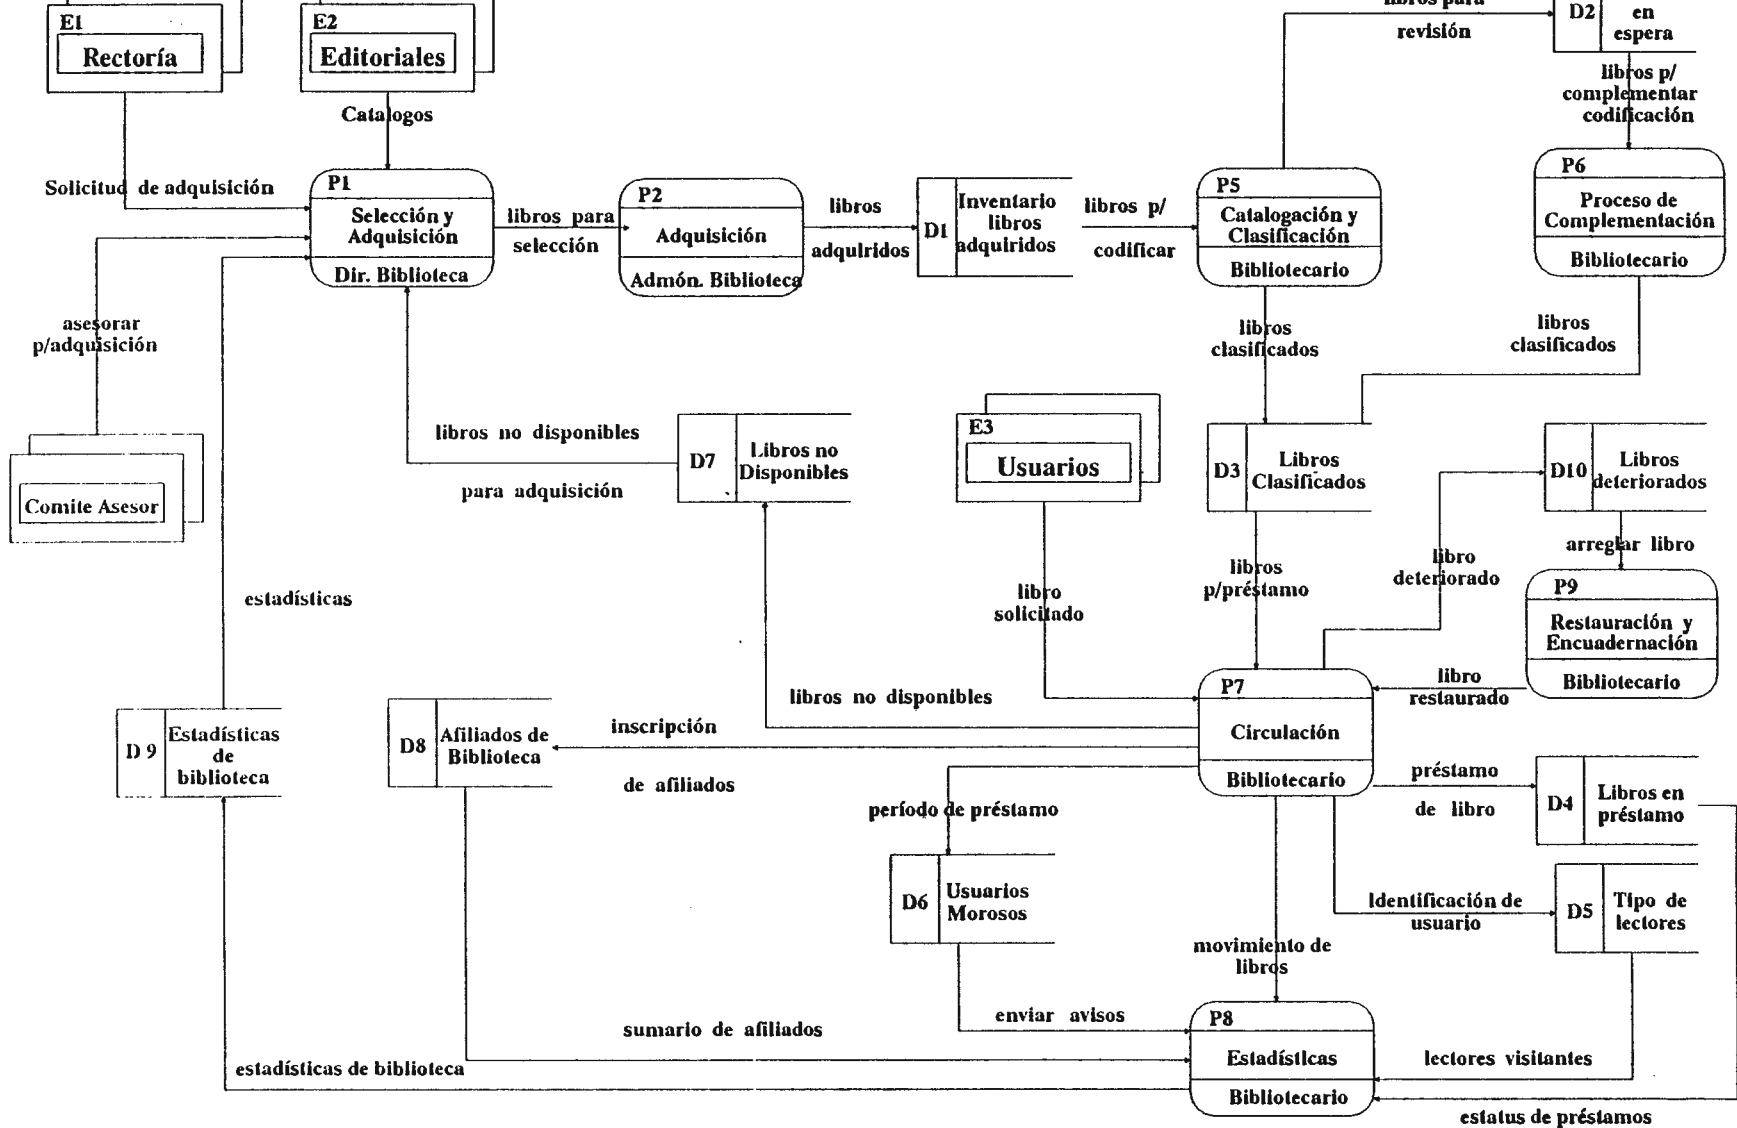 E1
Rectoría
E2
Editoriales
libros para
revisión
D2
en
espera
Catalogos
libros p/
complementar
codificación
Solicitud de adquisición
P1
Selección y
Adquisición
Dir. Biblioteca
libros para
selección
P2
Adquisición
Admón. Biblioteca
libros
adquiridos
D1
Inventario
libros
adquiridos
libros p/
codificar
P5
Catalogación y
Clasificación
Bibliotecario
P6
Proceso de
Complementación
Bibliotecario
asesorar
p/adquisición
libros
clasificados
libros
clasificados
Comite Asesor
libros no disponibles
para adquisición
D7
Libros no
Disponibles
E3
Usuarios
D3
Libros
Clasificados
D10
Libros
deteriorados
arreglar libro
libro
deteriorado
libros
p/préstamo
libro
solicitado
estadísticas
P9
Restauración y
Encuadernación
Bibliotecario
libro
restaurado
P7
Circulación
Bibliotecario
libros no disponibles
inscripción
de afiliados
D 9
Estadísticas
de
biblioteca
D8
Afiliados de
Biblioteca
préstamo
de libro
D4
Libros en
préstamo
período de préstamo
D6
Usuarios
Morosos
Identificación de
usuario
D5
Tipo de
lectores
movimiento de
libros
enviar avisos
sumario de afiliados
P8
Estadísticas
Bibliotecario
lectores visitantes
estadísticas de biblioteca
estatus de préstamos